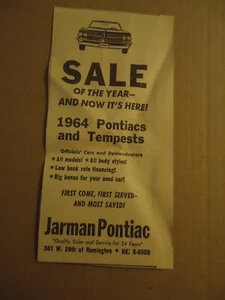 SALE
OF THE YEAR—
AND NOW IT'S HERE!
1964 Pontiacs
and Tempests
Officials' Cars and Demonstrators
★ All models! ★ All body styles!
★ Low bank rate financing!
★ Big bonus for your used car!
FIRST COME, FIRST SERVED—
AND MOST SAVED!
Jarman Pontiac
"Quality Sales and Service for 34 Years"
301 W. 29th at Remington • BE. 5-0500